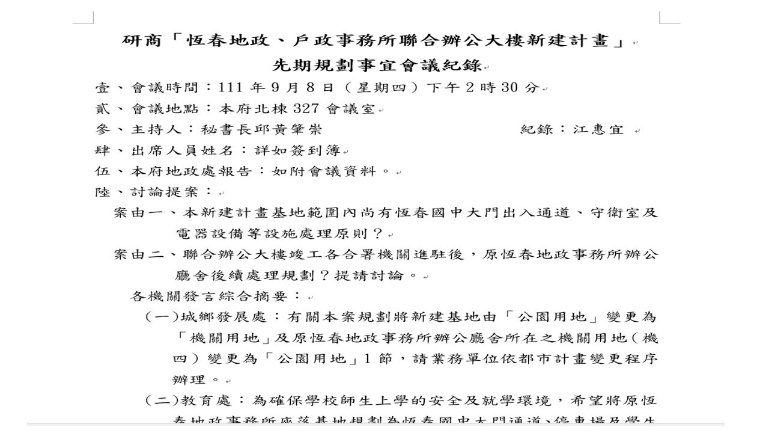 研商「恆春地政、戶政事務所聯合辦公大樓新建計畫」
先期規劃事宜會議紀錄
壹、會議時間：111 年 9 月 8 日（星期四）下午 2 時 30 分
貳、會議地點：本府北棟 327 會議室
參、主持人：秘書長邱黃肇崇　　紀錄：江惠宜
肆、出席人員姓名：詳如簽到簿
伍、本府地政處報告：如附會議資料。
陸、討論提案：
案由一、本新建計畫基地範圍內尚有恆春國中大門出入通道、守衛室及
電器設備等設施處理原則？
案由二、聯合辦公大樓竣工各合署機關進駐後，原恆春地政事務所辦公
廳舍後續處理規劃？提請討論。
各機關發言綜合摘要：
(一)城鄉發展處：有關本案規劃將新建基地由「公園用地」變更為
「機關用地」及原恆春地政事務所辦公廳舍所在之機關用地(機
四）變更為「公園用地」1 節，請業務單位依都市計畫變更程序
辦理。
(二)教育處：為確保學校師生上學的安全及就學環境，希望將原恆
春地政事務所座落基地規劃為恆春國中大門通道、停車場及學生